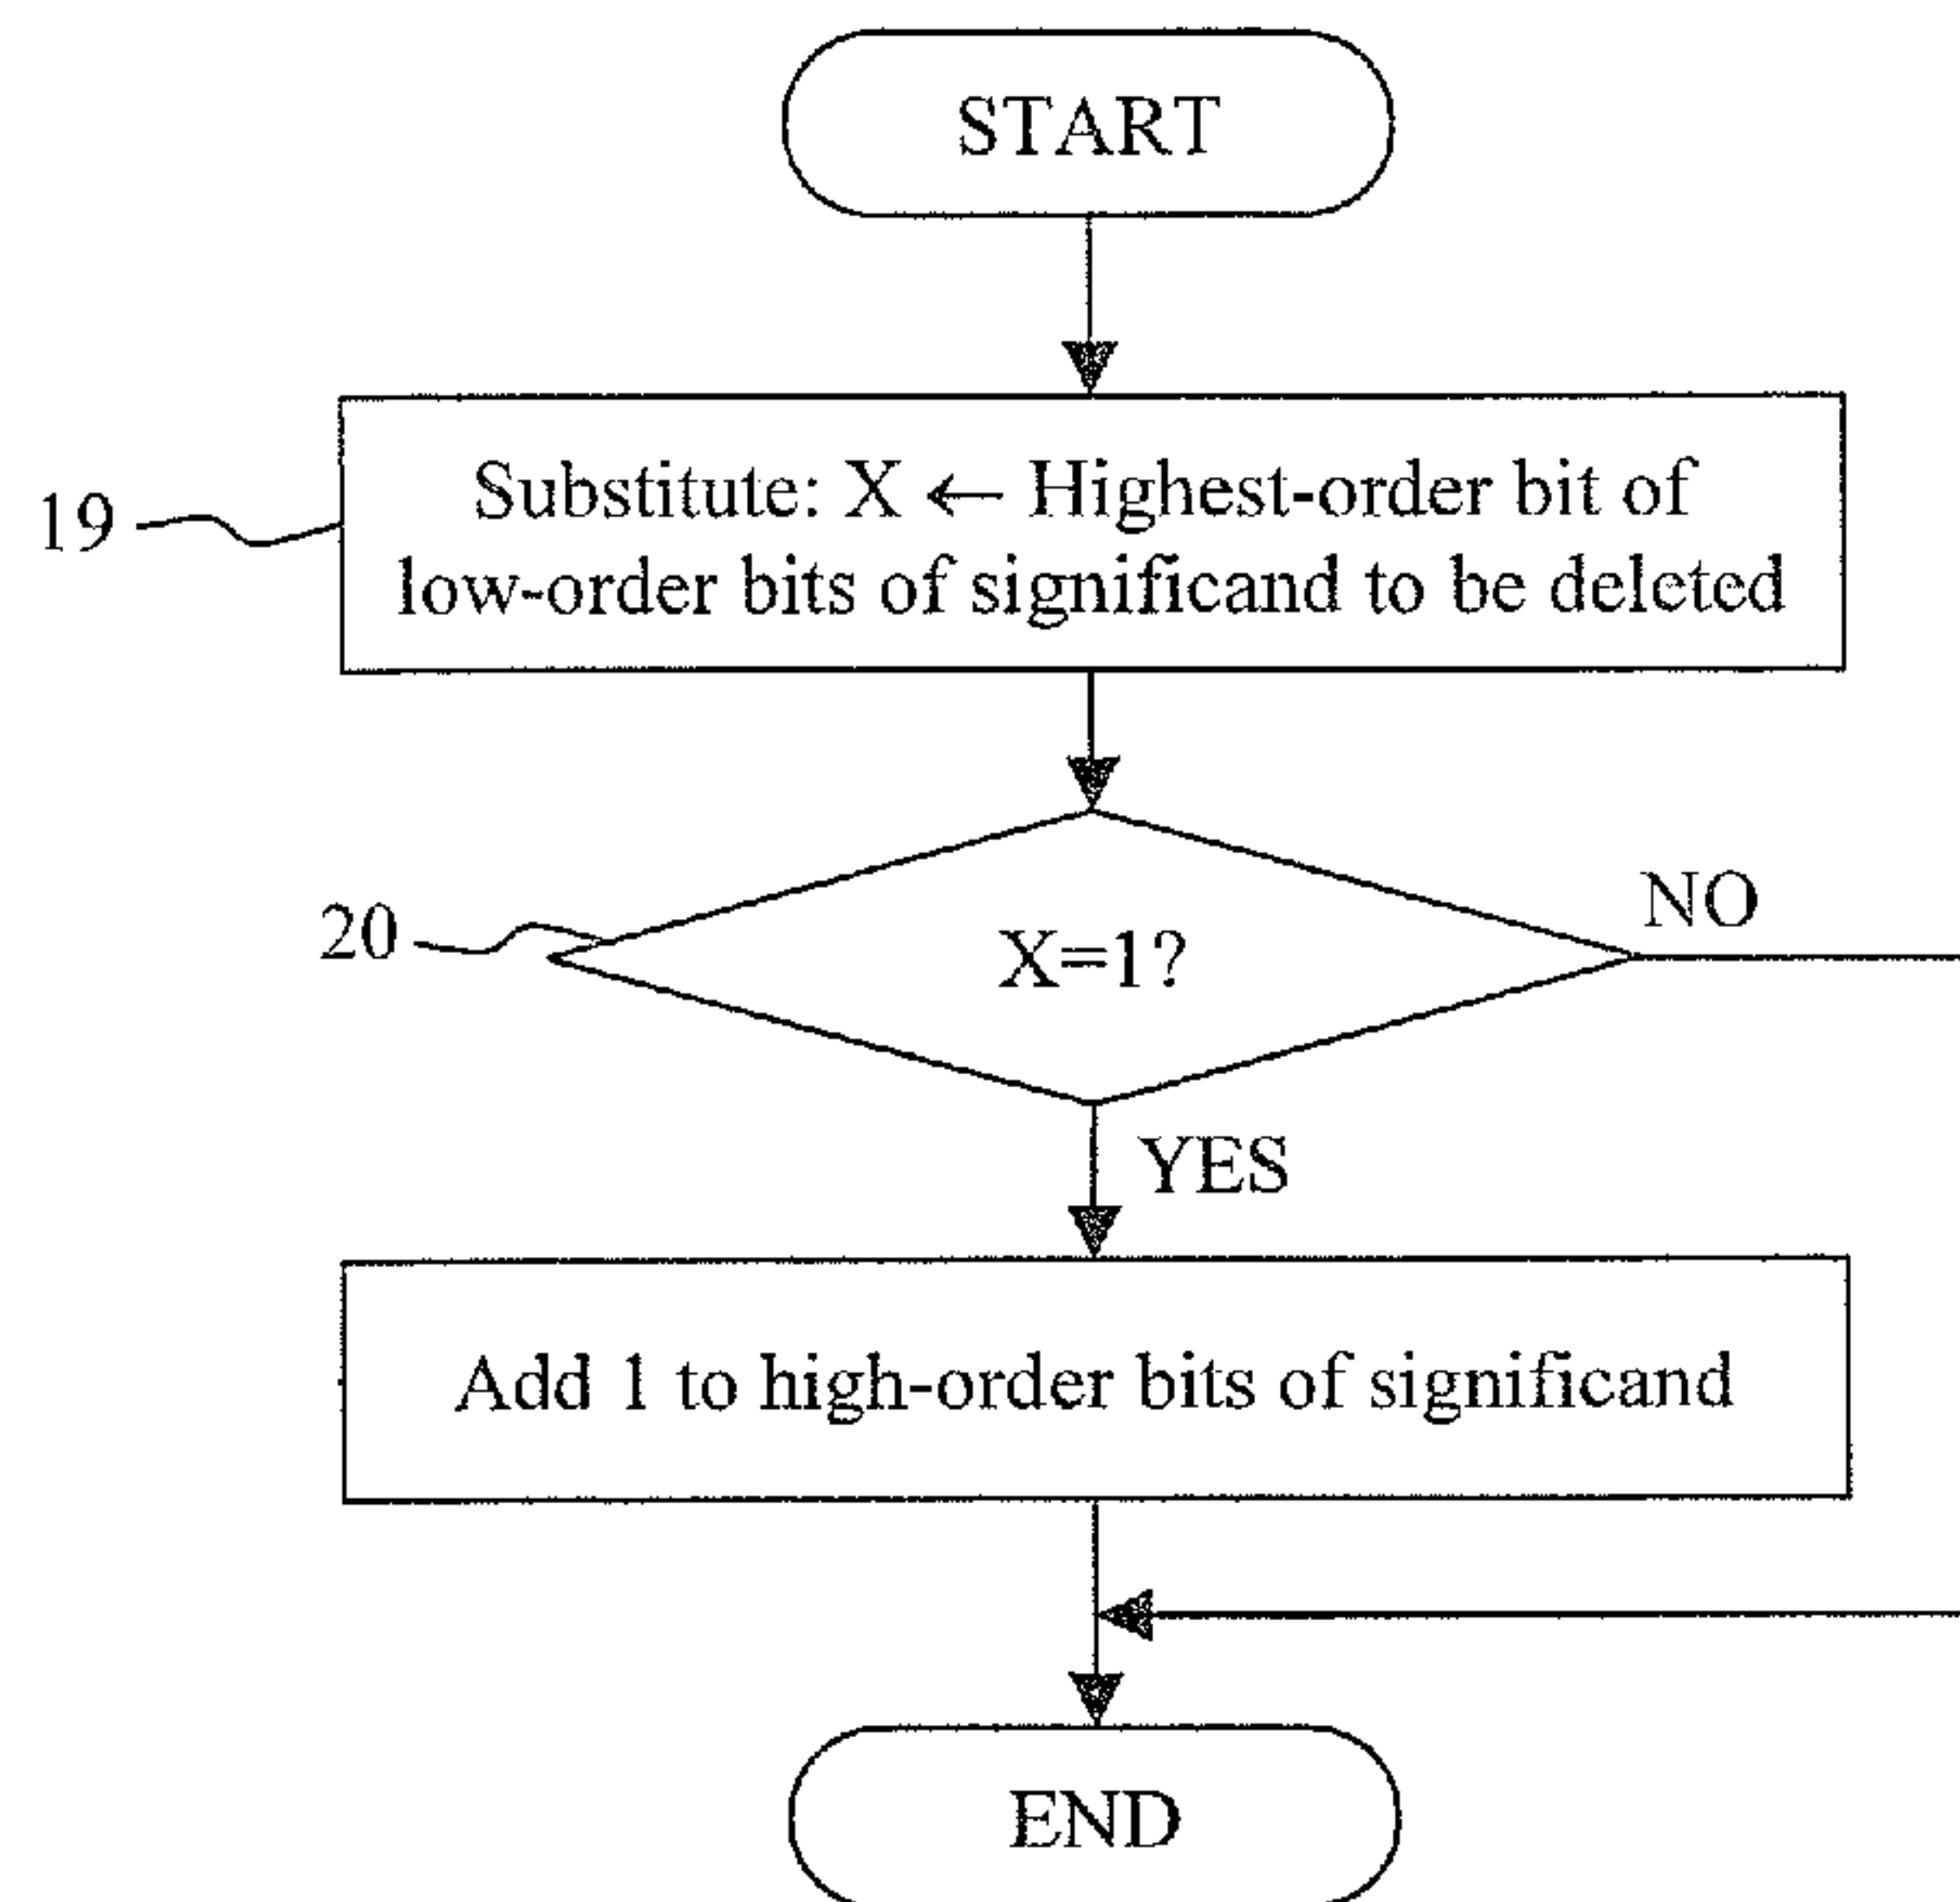 START
19
Substitute: X ← Highest-order bit of
low-order bits of significand to be deleted
20
X=1?
NO
YES
Add 1 to high-order bits of significand
END